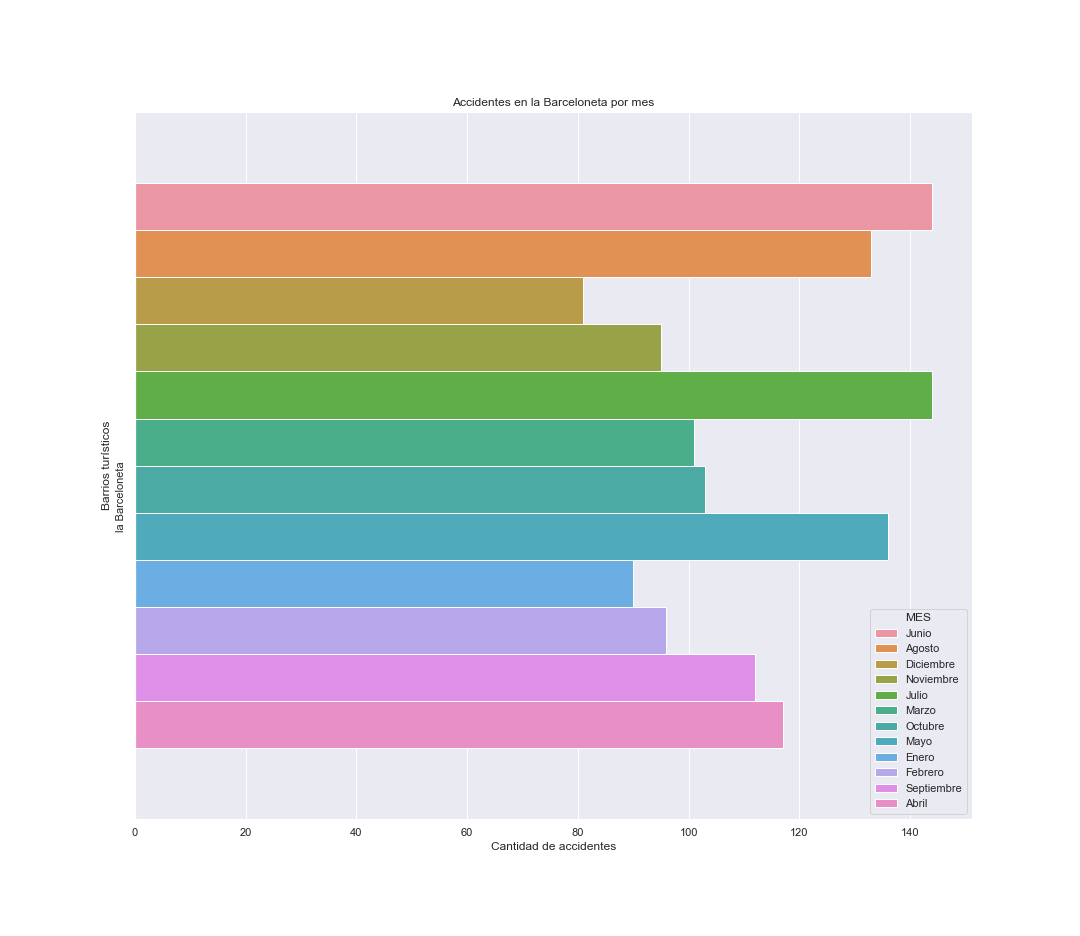 Accidentes en la Barceloneta por mes
Barrios turísticos
la Barceloneta
MES
Junio
Agosto
Diciembre
Noviembre
Julio
Marzo
Octubre
Mayo
Enero
Febrero
Septiembre
Abril
0 20 40 60 80 100 120 140
Cantidad de accidentes